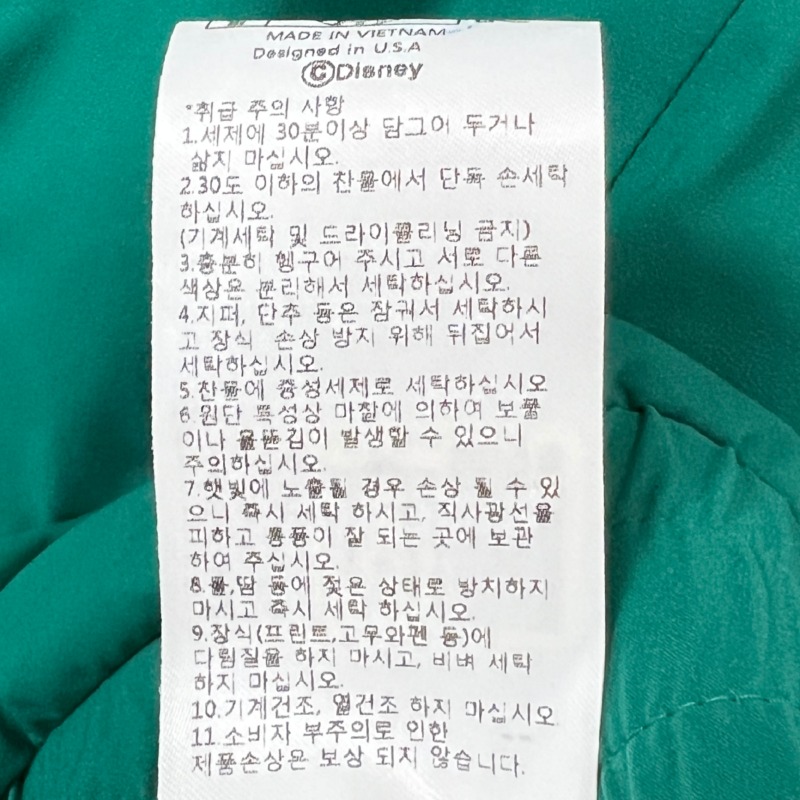 MADE IN VIETNAM
Designed in U.S.A
©Disney
*취급 주의 사항
1.세제에 30분이상 담그어 두거나
삶지 마십시오.
2.30도 이하의 찬물에서 단독 손세탁
하십시오.
(기계세탁 및 드라이클리닝 금지)
3.충분히 헹구어 주시고 서로 다른
색상은 분리해서 세탁하십시오.
4.지퍼, 단추 등은 잠궈서 세탁하시
고 장식 손상 방지 위해 뒤집어서
세탁하십시오.
5.찬물에 중성세제로 세탁하십시오
6.원단 특성상 마찰에 의하여 보풀
이나 올뜯김이 발생할 수 있으니
주의하십시오.
7.햇빛에 노출될 경우 손상 될 수 있
으니 즉시 세탁 하시고, 직사광선을
피하고 통풍이 잘 되는 곳에 보관
하여 주십시오.
8.물,땀 등에 젖은 상태로 방치하지
마시고 즉시 세탁 하십시오.
9.장식(프린트,고무와펜 등)에
다림질을 하지 마시고, 비벼 세탁
하지 마십시오.
10.기계건조, 열건조 하지 마십시오
11.소비자 부주의로 인한
제품손상은 보상 되지 않습니다.